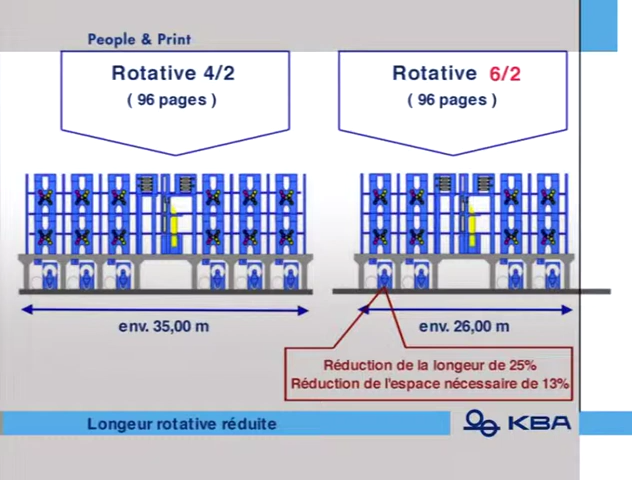 People & Print
Rotative 4/2
( 96 pages )
Rotative 6/2
( 96 pages )
env. 35,00 m
env. 26,00 m
Réduction de la longeur de 25%
Réduction de l'espace nécessaire de 13%
Longeur rotative réduite
KBA